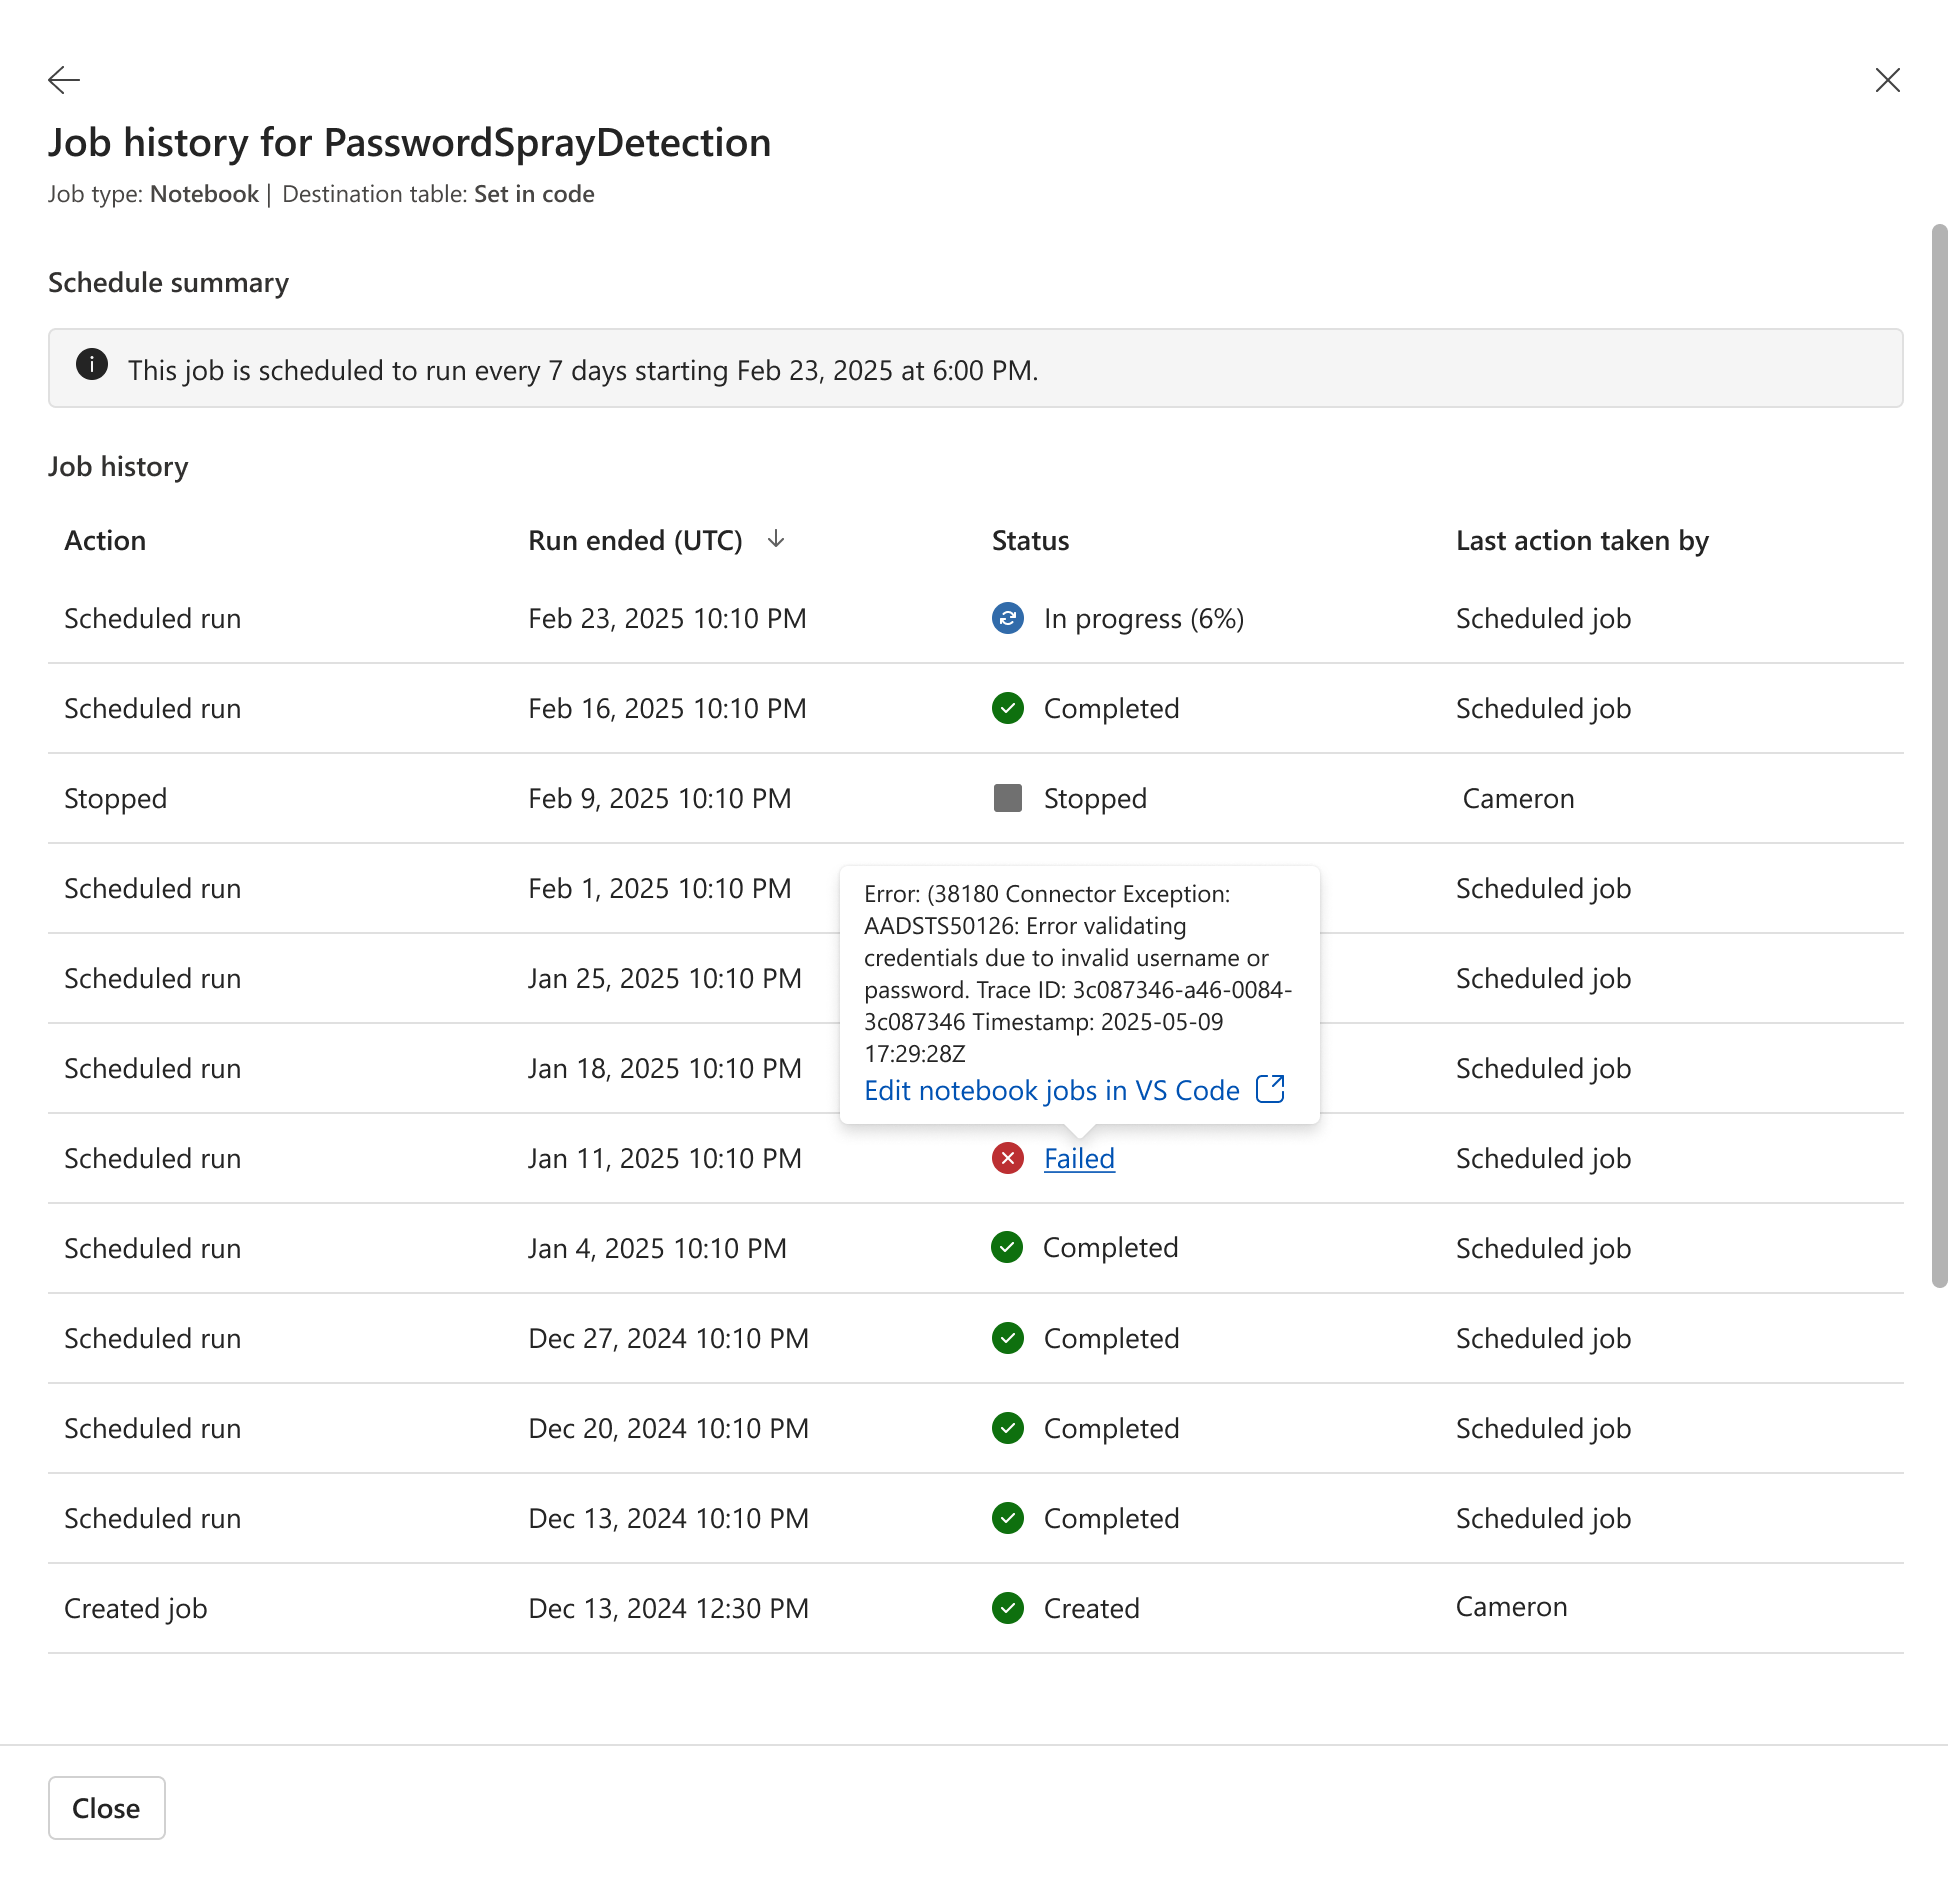 Job history for PasswordSprayDetection
Job type: Notebook | Destination table: Set in code
Schedule summary
This job is scheduled to run every 7 days starting Feb 23, 2025 at 6:00 PM.
Job history
Action Run ended (UTC) Status Last action taken by
Scheduled run Feb 23, 2025 10:10 PM In progress (6%) Scheduled job
Scheduled run Feb 16, 2025 10:10 PM Completed Scheduled job
Stopped Feb 9, 2025 10:10 PM Stopped Cameron
Scheduled run Feb 1, 2025 10:10 PM Scheduled job
Scheduled run Jan 25, 2025 10:10 PM Scheduled job
Scheduled run Jan 18, 2025 10:10 PM Scheduled job
Error: (38180 Connector Exception:
AADSTS50126: Error validating
credentials due to invalid username or
password. Trace ID: 3c087346-a46-0084-
3c087346 Timestamp: 2025-05-09
17:29:28Z
Edit notebook jobs in VS Code
Scheduled run Jan 11, 2025 10:10 PM Failed Scheduled job
Scheduled run Jan 4, 2025 10:10 PM Completed Scheduled job
Scheduled run Dec 27, 2024 10:10 PM Completed Scheduled job
Scheduled run Dec 20, 2024 10:10 PM Completed Scheduled job
Scheduled run Dec 13, 2024 10:10 PM Completed Scheduled job
Created job Dec 13, 2024 12:30 PM Created Cameron
Close